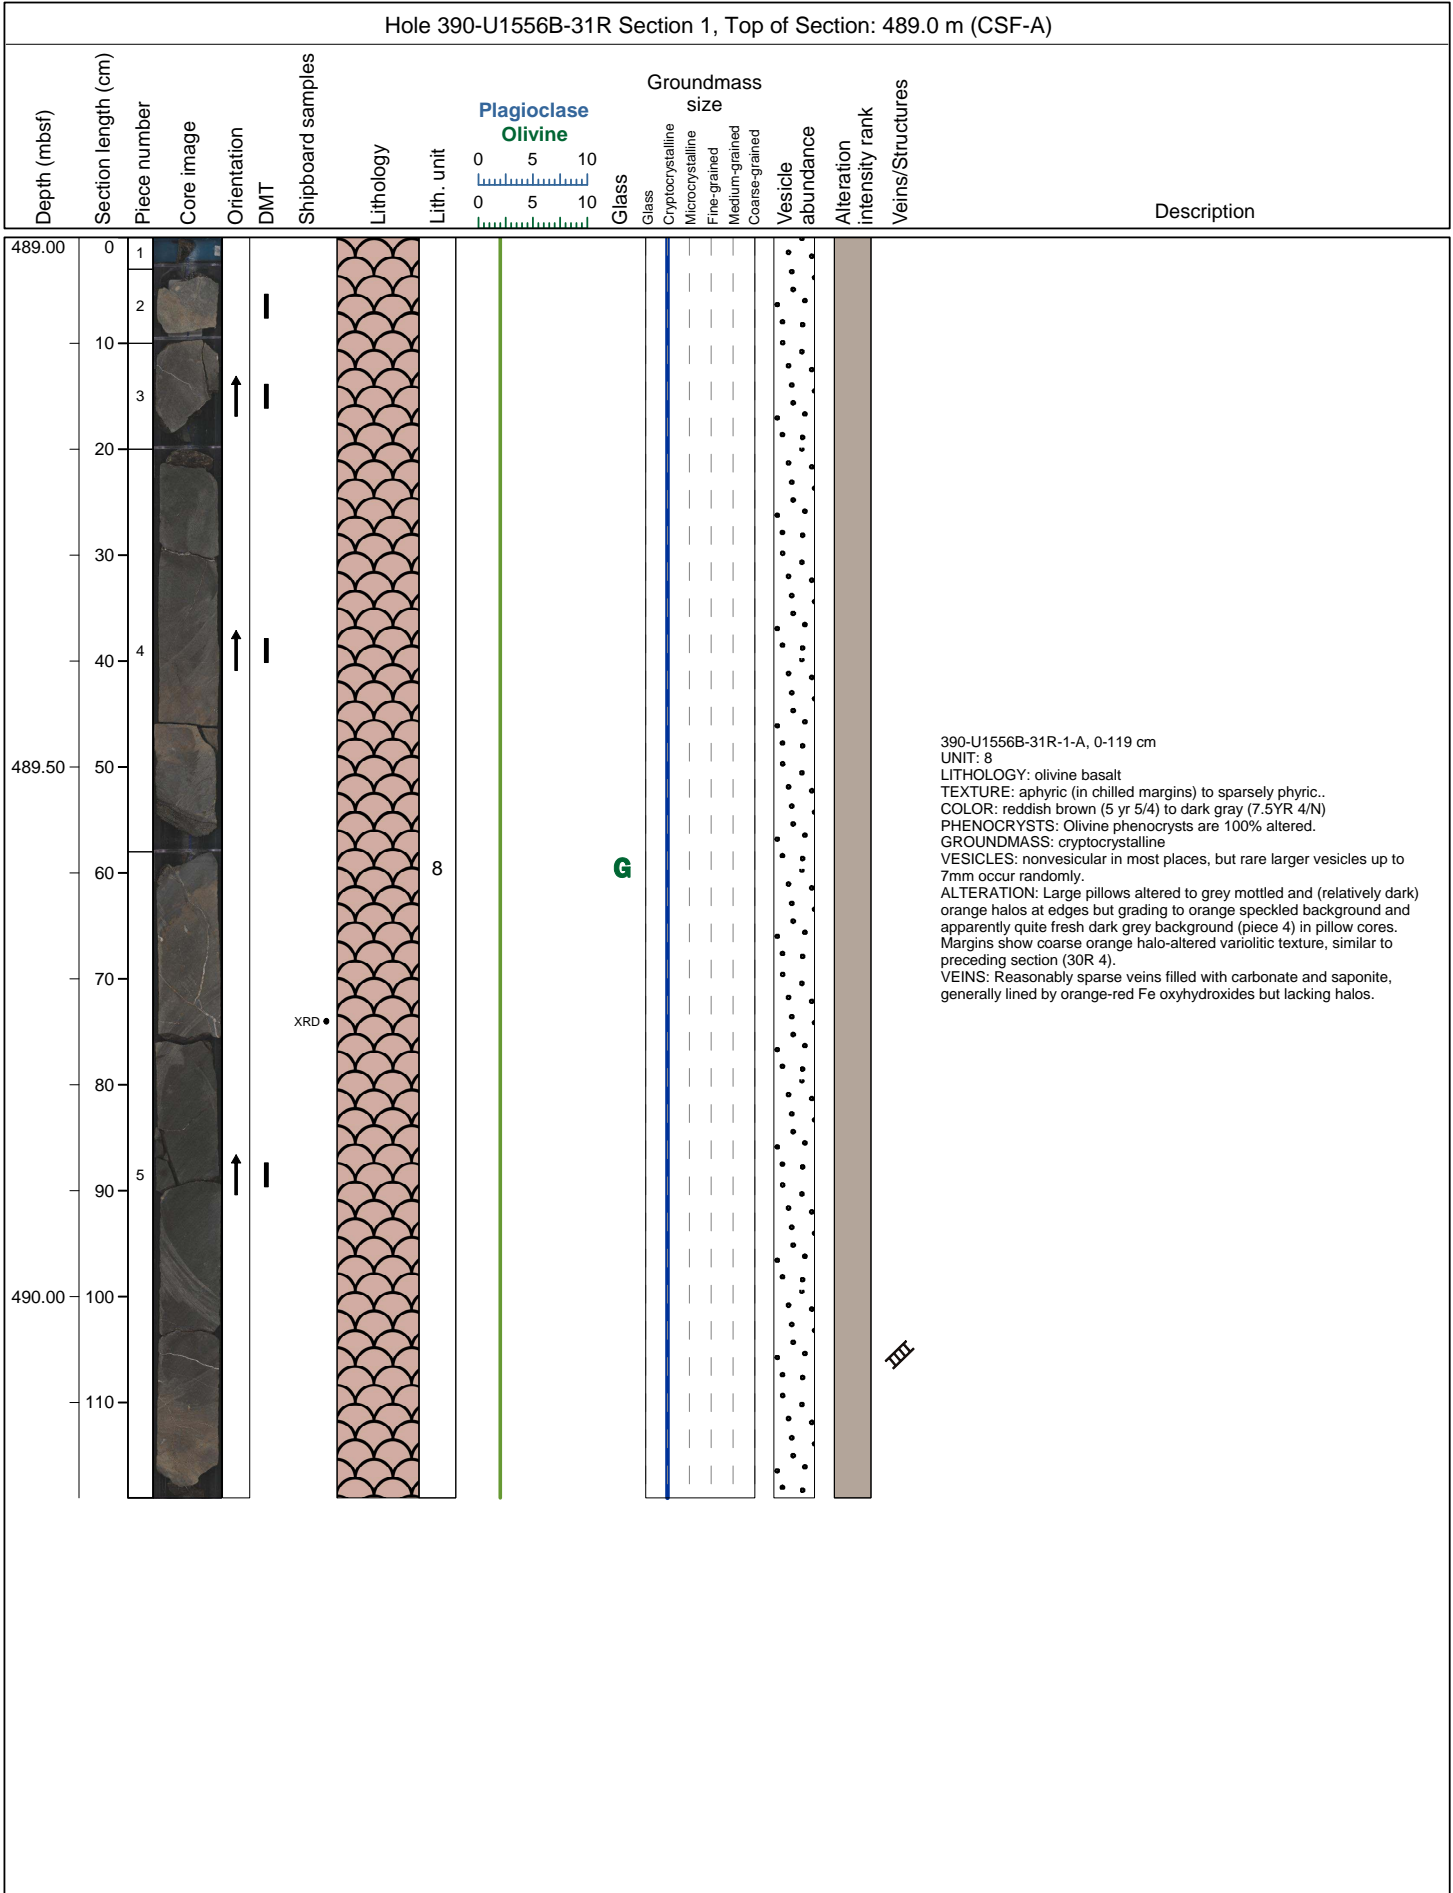 Hole 390-U1556B-31R Section 1, Top of Section: 489.0 m (CSF-A)
Depth (mbsf)
Section length (cm)
Piece number
Core image
Orientation
DMT
Shipboard samples
Lithology
Lith. unit
Plagioclase
Olivine
0 5 10
0 5 10
Glass
Groundmass
size
Glass
Cryptocrystalline
Microcrystalline
Fine-grained
Medium-grained
Coarse-grained
Vesicle
abundance
Alteration
intensity rank
Veins/Structures
Description
489.00
489.50
490.00
0
10
20
30
40
50
60
70
80
90
100
110
1
2
3
4
5
XRD
8
G
390-U1556B-31R-1-A, 0-119 cm
UNIT: 8
LITHOLOGY: olivine basalt
TEXTURE: aphyric (in chilled margins) to sparsely phyric..
COLOR: reddish brown (5 yr 5/4) to dark gray (7.5YR 4/N)
PHENOCRYSTS: Olivine phenocrysts are 100% altered.
GROUNDMASS: cryptocrystalline
VESICLES: nonvesicular in most places, but rare larger vesicles up to
7mm occur randomly.
ALTERATION: Large pillows altered to grey mottled and (relatively dark)
orange halos at edges but grading to orange speckled background and
apparently quite fresh dark grey background (piece 4) in pillow cores.
Margins show coarse orange halo-altered variolitic texture, similar to
preceding section (30R 4).
VEINS: Reasonably sparse veins filled with carbonate and saponite,
generally lined by orange-red Fe oxyhydroxides but lacking halos.